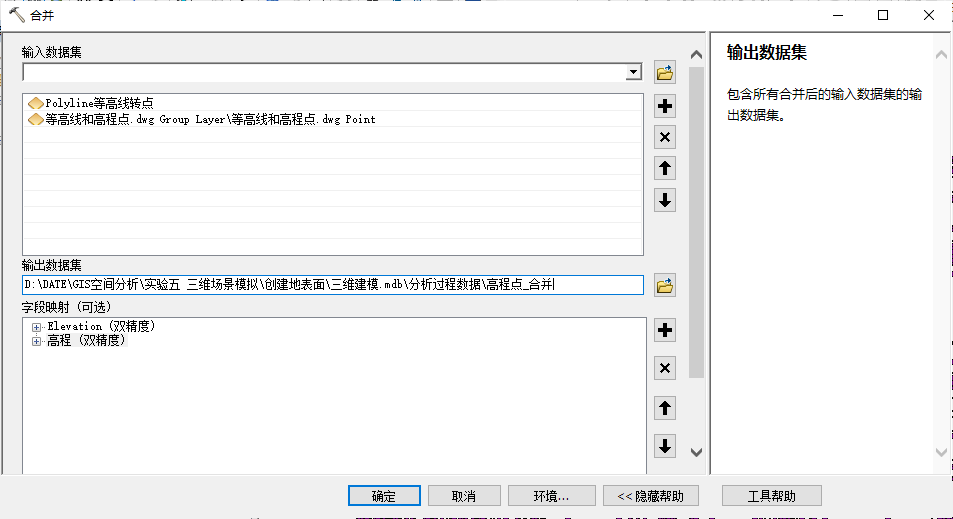 合并
输入数据集
Polyline等高线转点
等高线和高程点.dwg Group Layer\等高线和高程点.dwg Point
输出数据集
D:\DATE\GIS空间分析\实验五 三维场景模拟\创建地表面\三维建模.mdb\分析过程数据\高程点_合并
字段映射 (可选)
Elevation (双精度)
高程 (双精度)
确定
取消
环境...
<< 隐藏帮助
输出数据集
包含所有合并后的输入数据集的输
出数据集。
工具帮助